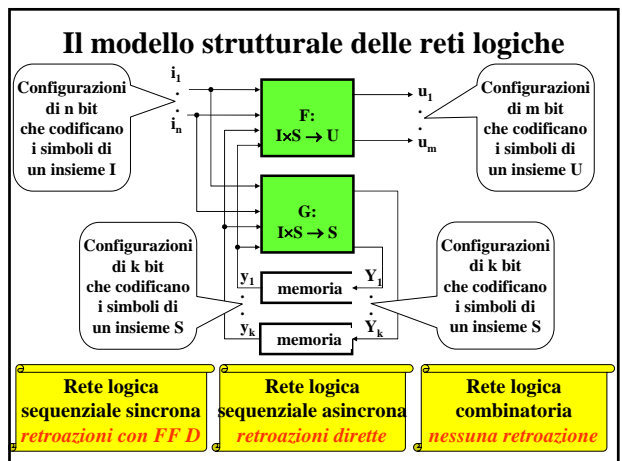 Il modello strutturale delle reti logiche
Configurazioni
di n bit
che codificano
i simboli di
un insieme I
i1
.
.
in
F:
I×S → U
u1
.
.
um
Configurazioni
di m bit
che codificano
i simboli di
un insieme U
G:
I×S → S
Configurazioni
di k bit
che codificano
i simboli di
un insieme S
y1
.
.
yk
memoria
memoria
Y1
.
.
Yk
Configurazioni
di k bit
che codificano
i simboli di
un insieme S
Rete logica
sequenziale sincrona
retroazioni con FF D
Rete logica
sequenziale asincrona
retroazioni dirette
Rete logica
combinatoria
nessuna retroazione